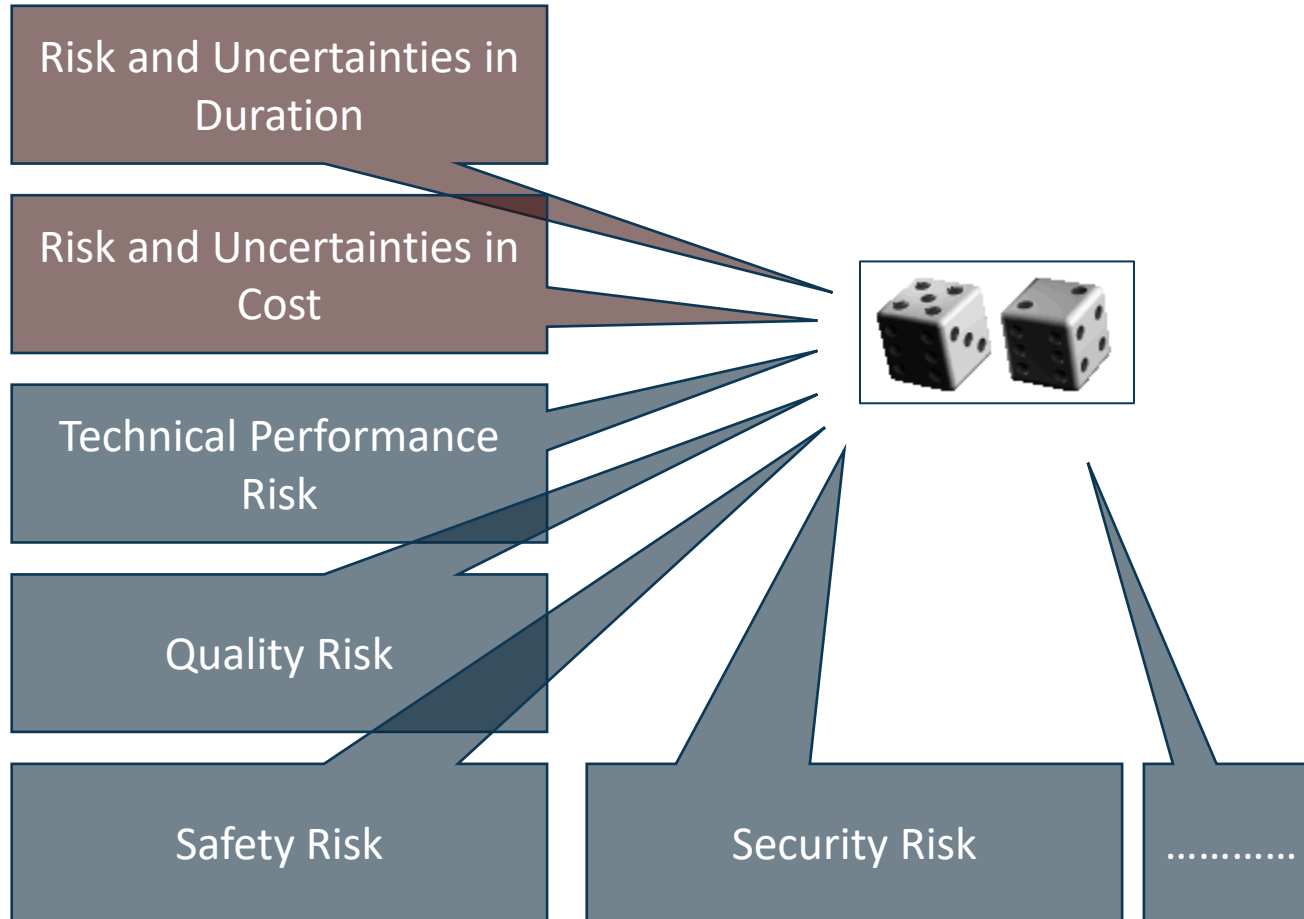 Risk and Uncertainties in
Duration
Risk and Uncertainties in
Cost
Technical Performance
Risk
Quality Risk
Safety Risk
Security Risk
…………